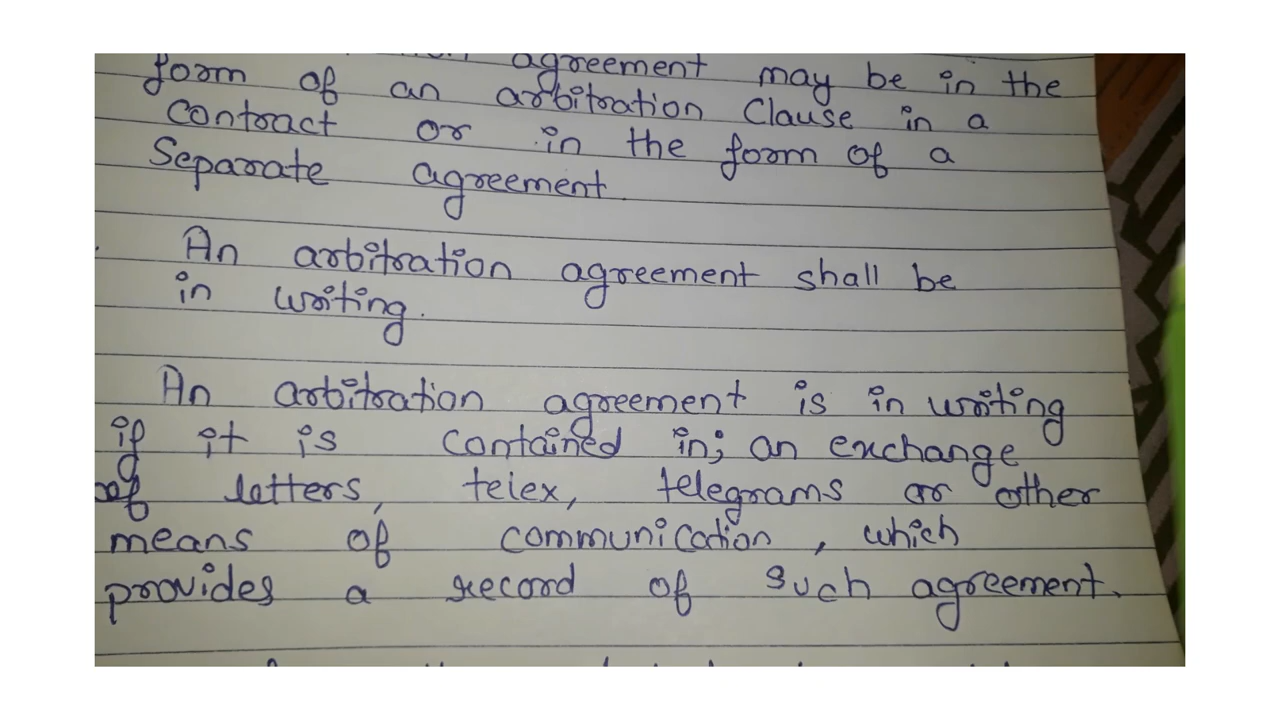 agreement may be in the
form of an arbitration Clause in a
Contract or in the form of a
Separate agreement
An arbitration agreement shall be
in writing.
An arbitration agreement is in writing
if it is contained in; an exchange
of letters, telex, telegrams or other
means of communication, which
provides a record of such agreement.